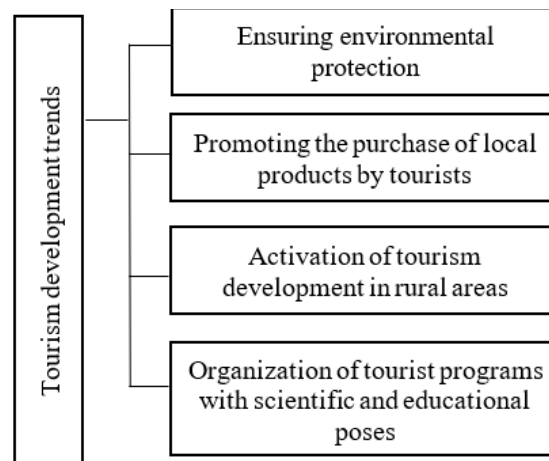 Tourism development trends
Ensuring environmental
protection
Promoting the purchase of local
products by tourists
Activation of tourism
development in rural areas
Organization of tourist programs
with scientific and educational
poses